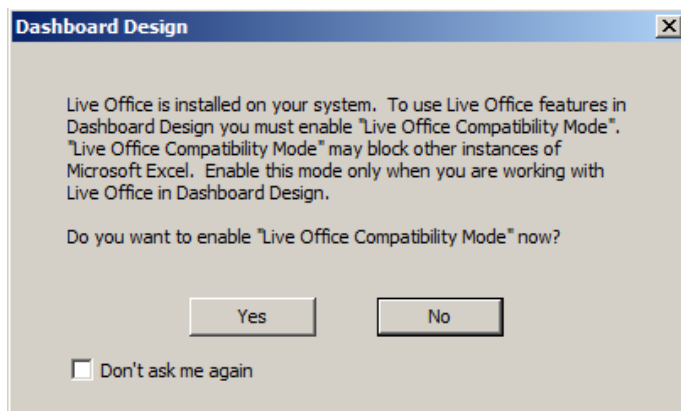 Dashboard Design
Live Office is installed on your system.  To use Live Office features in
Dashboard Design you must enable "Live Office Compatibility Mode".
"Live Office Compatibility Mode" may block other instances of
Microsoft Excel.  Enable this mode only when you are working with
Live Office in Dashboard Design.
Do you want to enable "Live Office Compatibility Mode" now?
Yes No
Don't ask me again